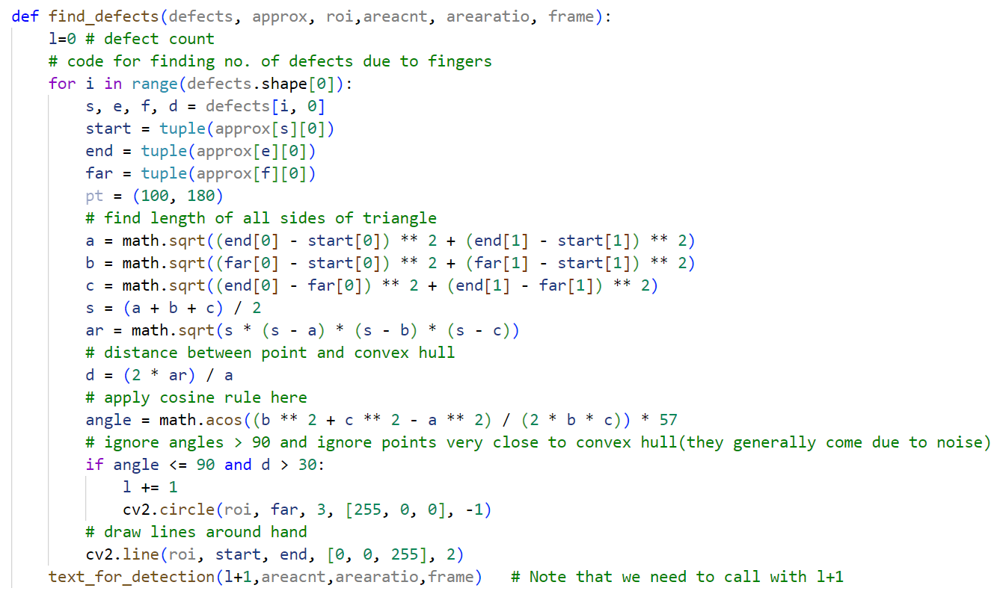 def find_defects(defects, approx, roi,areacnt, arearatio, frame):
    l=0 # defect count
    # code for finding no. of defects due to fingers
    for i in range(defects.shape[0]):
        s, e, f, d = defects[i, 0]
        start = tuple(approx[s][0])
        end = tuple(approx[e][0])
        far = tuple(approx[f][0])
        pt = (100, 180)
        # find length of all sides of triangle
        a = math.sqrt((end[0] - start[0]) ** 2 + (end[1] - start[1]) ** 2)
        b = math.sqrt((far[0] - start[0]) ** 2 + (far[1] - start[1]) ** 2)
        c = math.sqrt((end[0] - far[0]) ** 2 + (end[1] - far[1]) ** 2)
        s = (a + b + c) / 2
        ar = math.sqrt(s * (s - a) * (s - b) * (s - c))
        # distance between point and convex hull
        d = (2 * ar) / a
        # apply cosine rule here
        angle = math.acos((b ** 2 + c ** 2 - a ** 2) / (2 * b * c)) * 57
        # ignore angles > 90 and ignore points very close to convex hull(they generally come due to noise)
        if angle <= 90 and d > 30:
            l += 1
            cv2.circle(roi, far, 3, [255, 0, 0], -1)
        # draw lines around hand
        cv2.line(roi, start, end, [0, 0, 255], 2)
    text_for_detection(l+1,areacnt,arearatio,frame)   # Note that we need to call with l+1